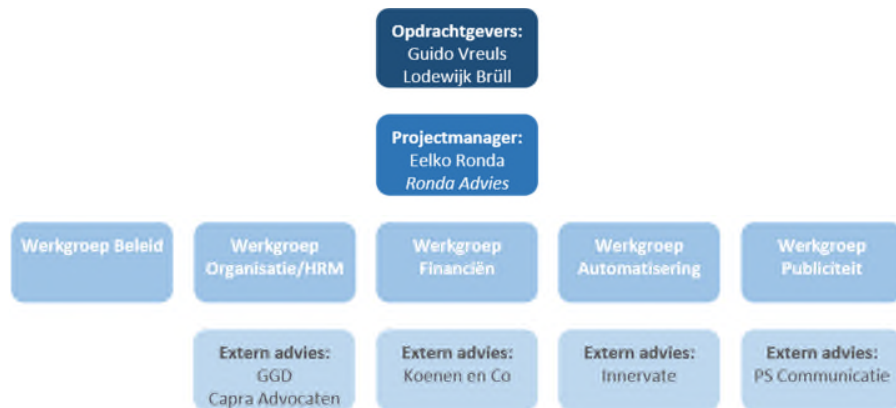 Opdrachtgevers:
Guido Vreuls
Lodewijk Brüll
Projectmanager:
Eelko Ronda
Ronda Advies
Werkgroep Beleid
Werkgroep
Organisatie/HRM
Werkgroep
Financiën
Werkgroep
Automatisering
Werkgroep
Publiciteit
Extern advies:
GGD
Capra Advocaten
Extern advies:
Koenen en Co
Extern advies:
Innervate
Extern advies:
PS Communicatie